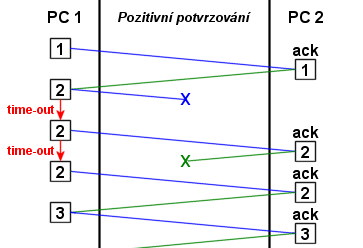 PC 1 Pozitivní potvrzování PC 2
1 ack
1
2 X
time-out
2 ack
2
time-out X
2 ack
2
3 ack
3